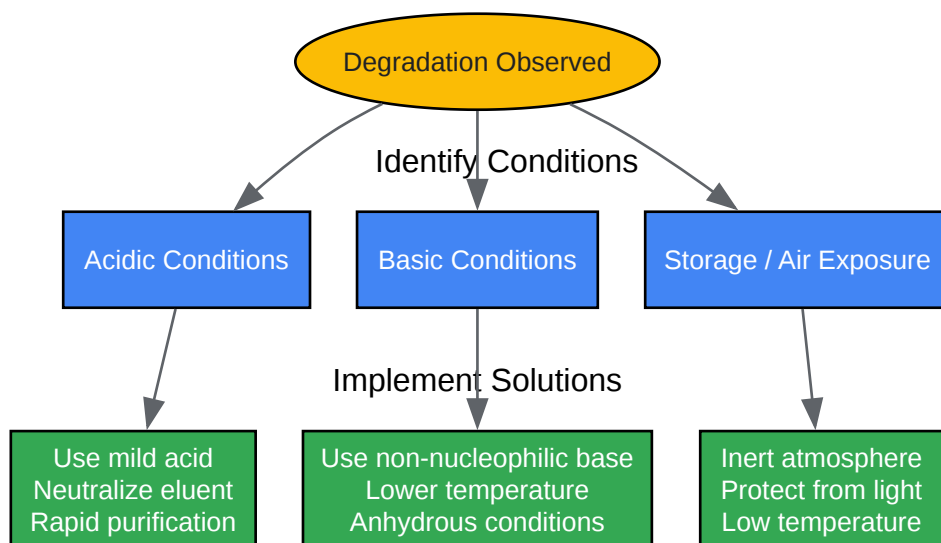 Degradation Observed
Identify Conditions
Acidic Conditions
Basic Conditions
Storage / Air Exposure
Implement Solutions
Use mild acid
Neutralize eluent
Rapid purification
Use non-nucleophilic base
Lower temperature
Anhydrous conditions
Inert atmosphere
Protect from light
Low temperature